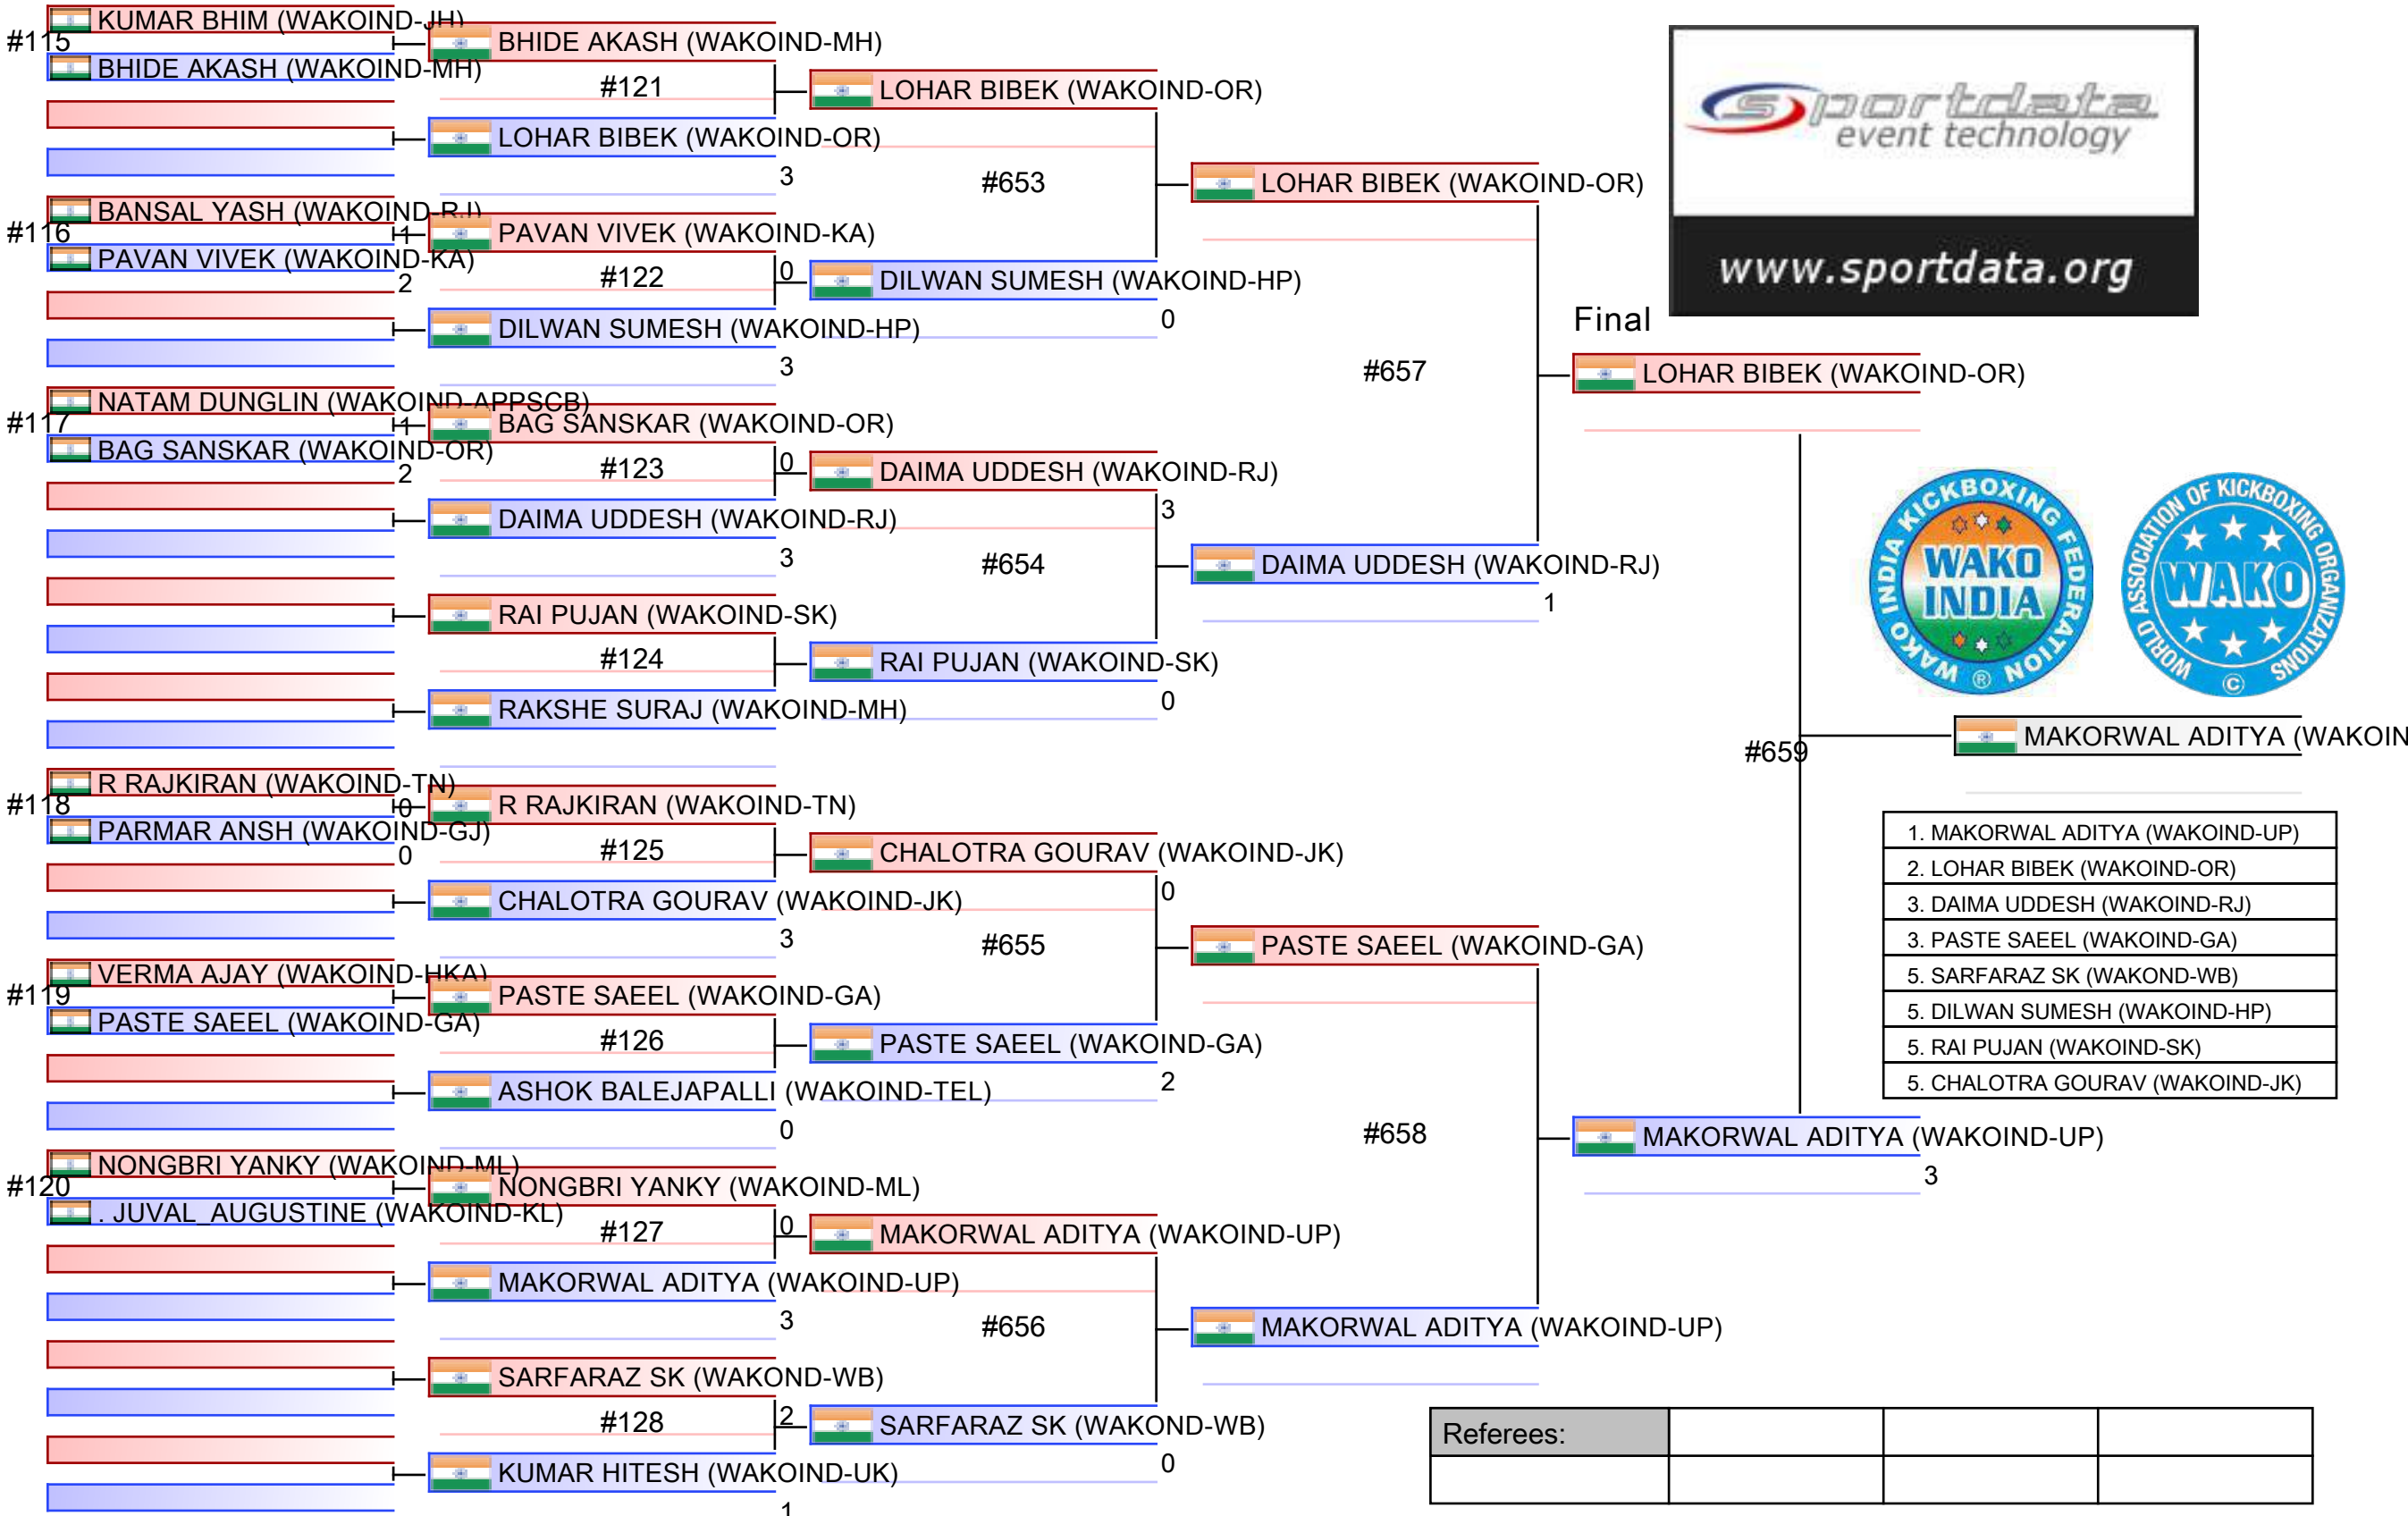 KUMAR BHIM (WAKOIND-JH)
#115
BHIDE AKASH (WAKOIND-MH)
BANSAL YASH (WAKOIND-RJ)
1
#116
PAVAN VIVEK (WAKOIND-KA)
2
NATAM DUNGLIN (WAKOIND-APPSCB)
1
#117
BAG SANSKAR (WAKOIND-OR)
2
R RAJKIRAN (WAKOIND-TN)
0
#118
PARMAR ANSH (WAKOIND-GJ)
0
VERMA AJAY (WAKOIND-HKA)
#119
PASTE SAEEL (WAKOIND-GA)
NONGBRI YANKY (WAKOIND-ML)
#120
. JUVAL_AUGUSTINE (WAKOIND-KL)
BHIDE AKASH (WAKOIND-MH)
#121
LOHAR BIBEK (WAKOIND-OR)
3
PAVAN VIVEK (WAKOIND-KA)
0
#122
DILWAN SUMESH (WAKOIND-HP)
3
BAG SANSKAR (WAKOIND-OR)
0
#123
DAIMA UDDESH (WAKOIND-RJ)
3
RAI PUJAN (WAKOIND-SK)
#124
RAKSHE SURAJ (WAKOIND-MH)
R RAJKIRAN (WAKOIND-TN)
#125
CHALOTRA GOURAV (WAKOIND-JK)
3
PASTE SAEEL (WAKOIND-GA)
#126
ASHOK BALEJAPALLI (WAKOIND-TEL)
0
NONGBRI YANKY (WAKOIND-ML)
0
#127
MAKORWAL ADITYA (WAKOIND-UP)
3
SARFARAZ SK (WAKOND-WB)
2
#128
KUMAR HITESH (WAKOIND-UK)
1
LOHAR BIBEK (WAKOIND-OR)
#653
DILWAN SUMESH (WAKOIND-HP)
0
DAIMA UDDESH (WAKOIND-RJ)
3
#654
RAI PUJAN (WAKOIND-SK)
0
CHALOTRA GOURAV (WAKOIND-JK)
0
#655
PASTE SAEEL (WAKOIND-GA)
2
MAKORWAL ADITYA (WAKOIND-UP)
#656
SARFARAZ SK (WAKOND-WB)
0
LOHAR BIBEK (WAKOIND-OR)
#657
DAIMA UDDESH (WAKOIND-RJ)
1
PASTE SAEEL (WAKOIND-GA)
#658
MAKORWAL ADITYA (WAKOIND-UP)
Final
LOHAR BIBEK (WAKOIND-OR)
#659
MAKORWAL ADITYA (WAKOIND-UP)
3
MAKORWAL ADITYA (WAKOIN
sportdata
event technology
www.sportdata.org
WAKO INDIA KICKBOXING FEDERATION ®
WAKO
INDIA
WORLD ASSOCIATION OF KICKBOXING ORGANIZATIONS
WAKO
©
1. MAKORWAL ADITYA (WAKOIND-UP)
2. LOHAR BIBEK (WAKOIND-OR)
3. DAIMA UDDESH (WAKOIND-RJ)
3. PASTE SAEEL (WAKOIND-GA)
5. SARFARAZ SK (WAKOND-WB)
5. DILWAN SUMESH (WAKOIND-HP)
5. RAI PUJAN (WAKOIND-SK)
5. CHALOTRA GOURAV (WAKOIND-JK)
Referees: